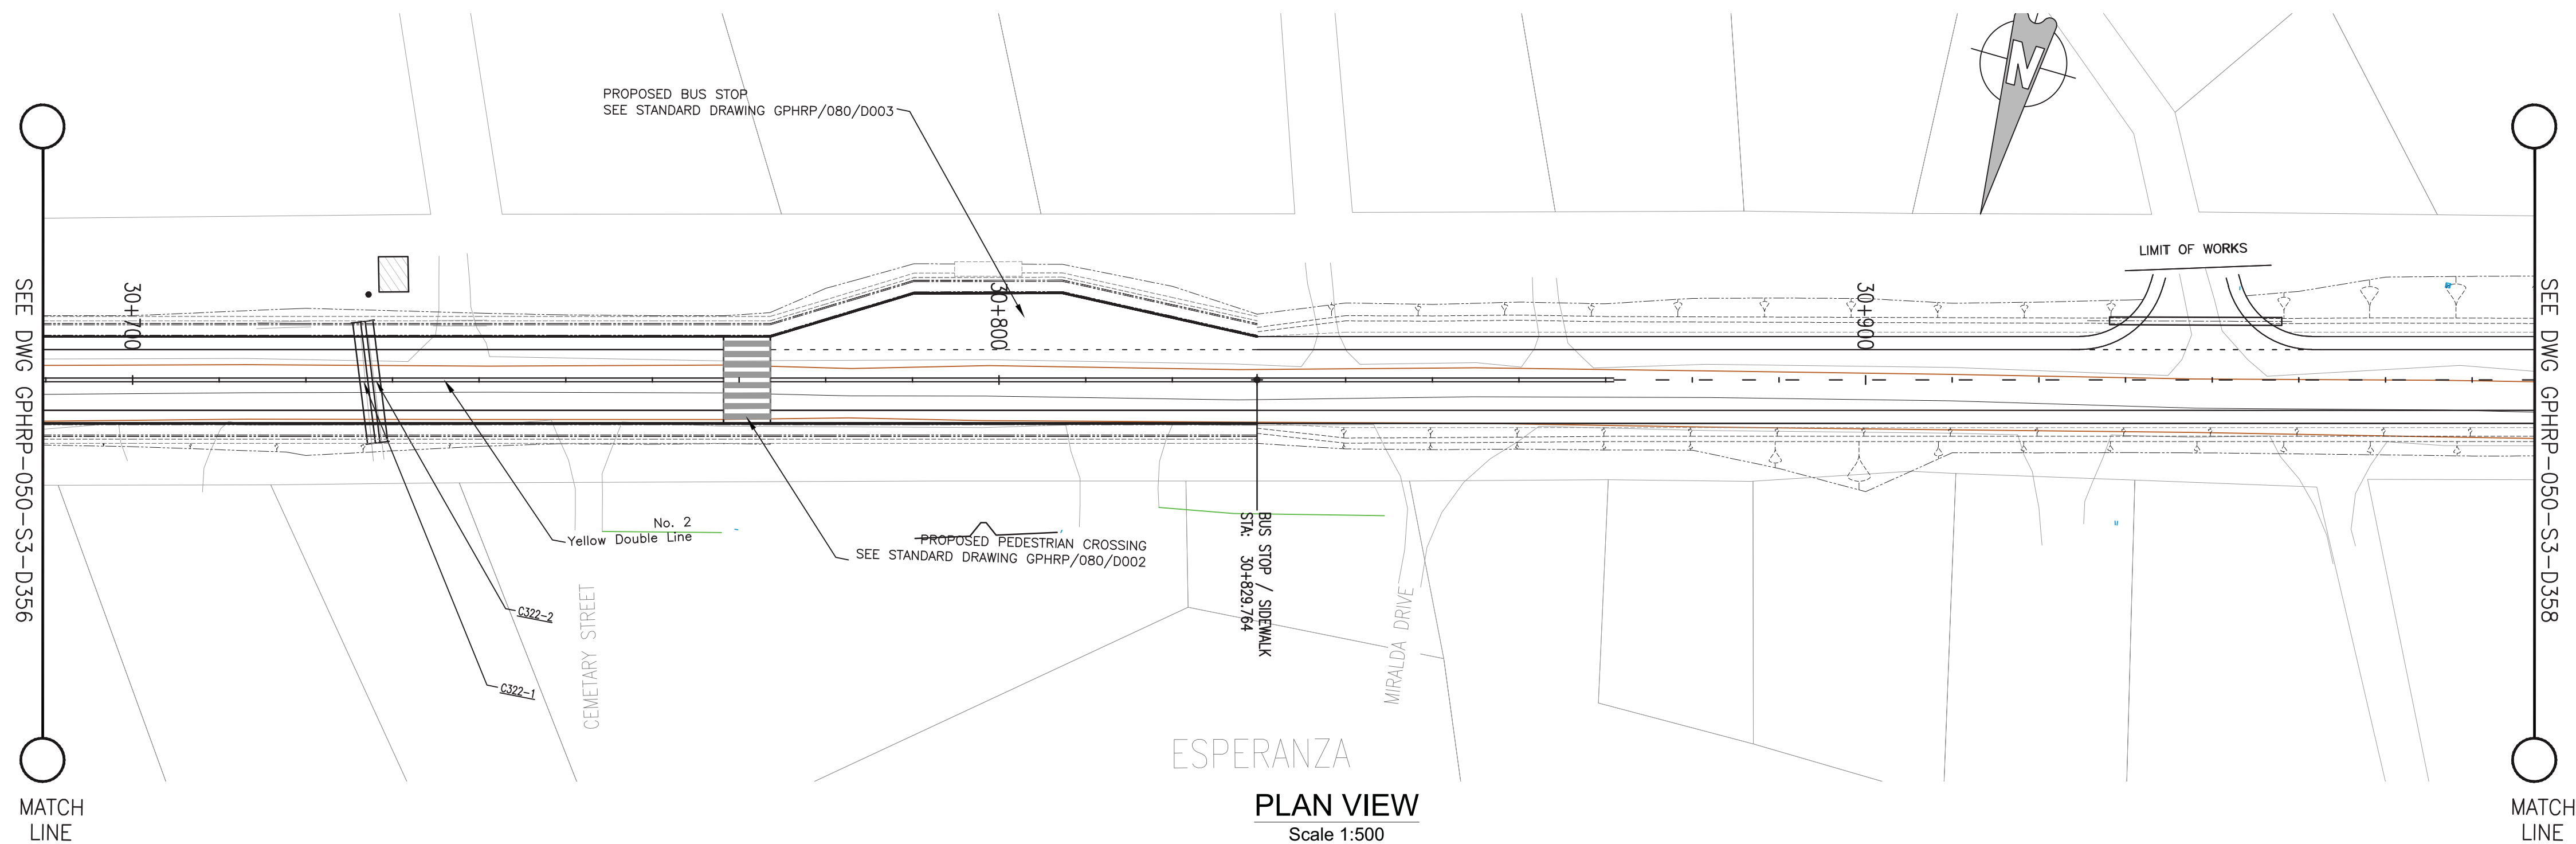 PROPOSED BUS STOP
SEE STANDARD DRAWING GPHRP/080/D003
N
LIMIT OF WORKS
SEE DWG GPHRP-050-S3-D356
30+700
30+800
30+900
SEE DWG GPHRP-050-S3-D358
No. 2
Yellow Double Line
PROPOSED PEDESTRIAN CROSSING
SEE STANDARD DRAWING GPHRP/080/D002
BUS STOP / SIDEWALK
STA: 30+829.764
C322-2
C322-1
CEMETARY STREET
MIRALDA DRIVE
ESPERANZA
PLAN VIEW
Scale 1:500
MATCH
LINE
MATCH
LINE